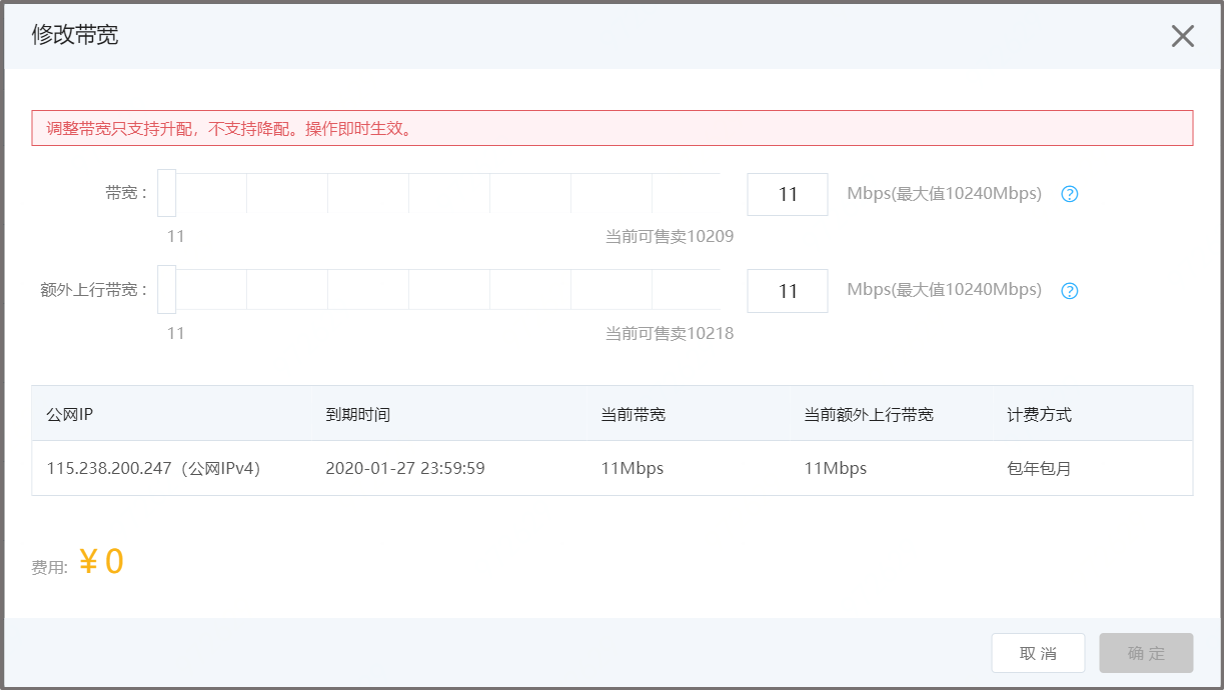 修改带宽
调整带宽只支持升配，不支持降配。操作即时生效。
带宽： 11 Mbps(最大值10240Mbps) ?
11 当前可售卖10209
额外上行带宽： 11 Mbps(最大值10240Mbps) ?
11 当前可售卖10218
公网IP 到期时间 当前带宽 当前额外上行带宽 计费方式
115.238.200.247（公网IPv4） 2020-01-27 23:59:59 11Mbps 11Mbps 包年包月
费用: ¥ 0
取 消 确 定